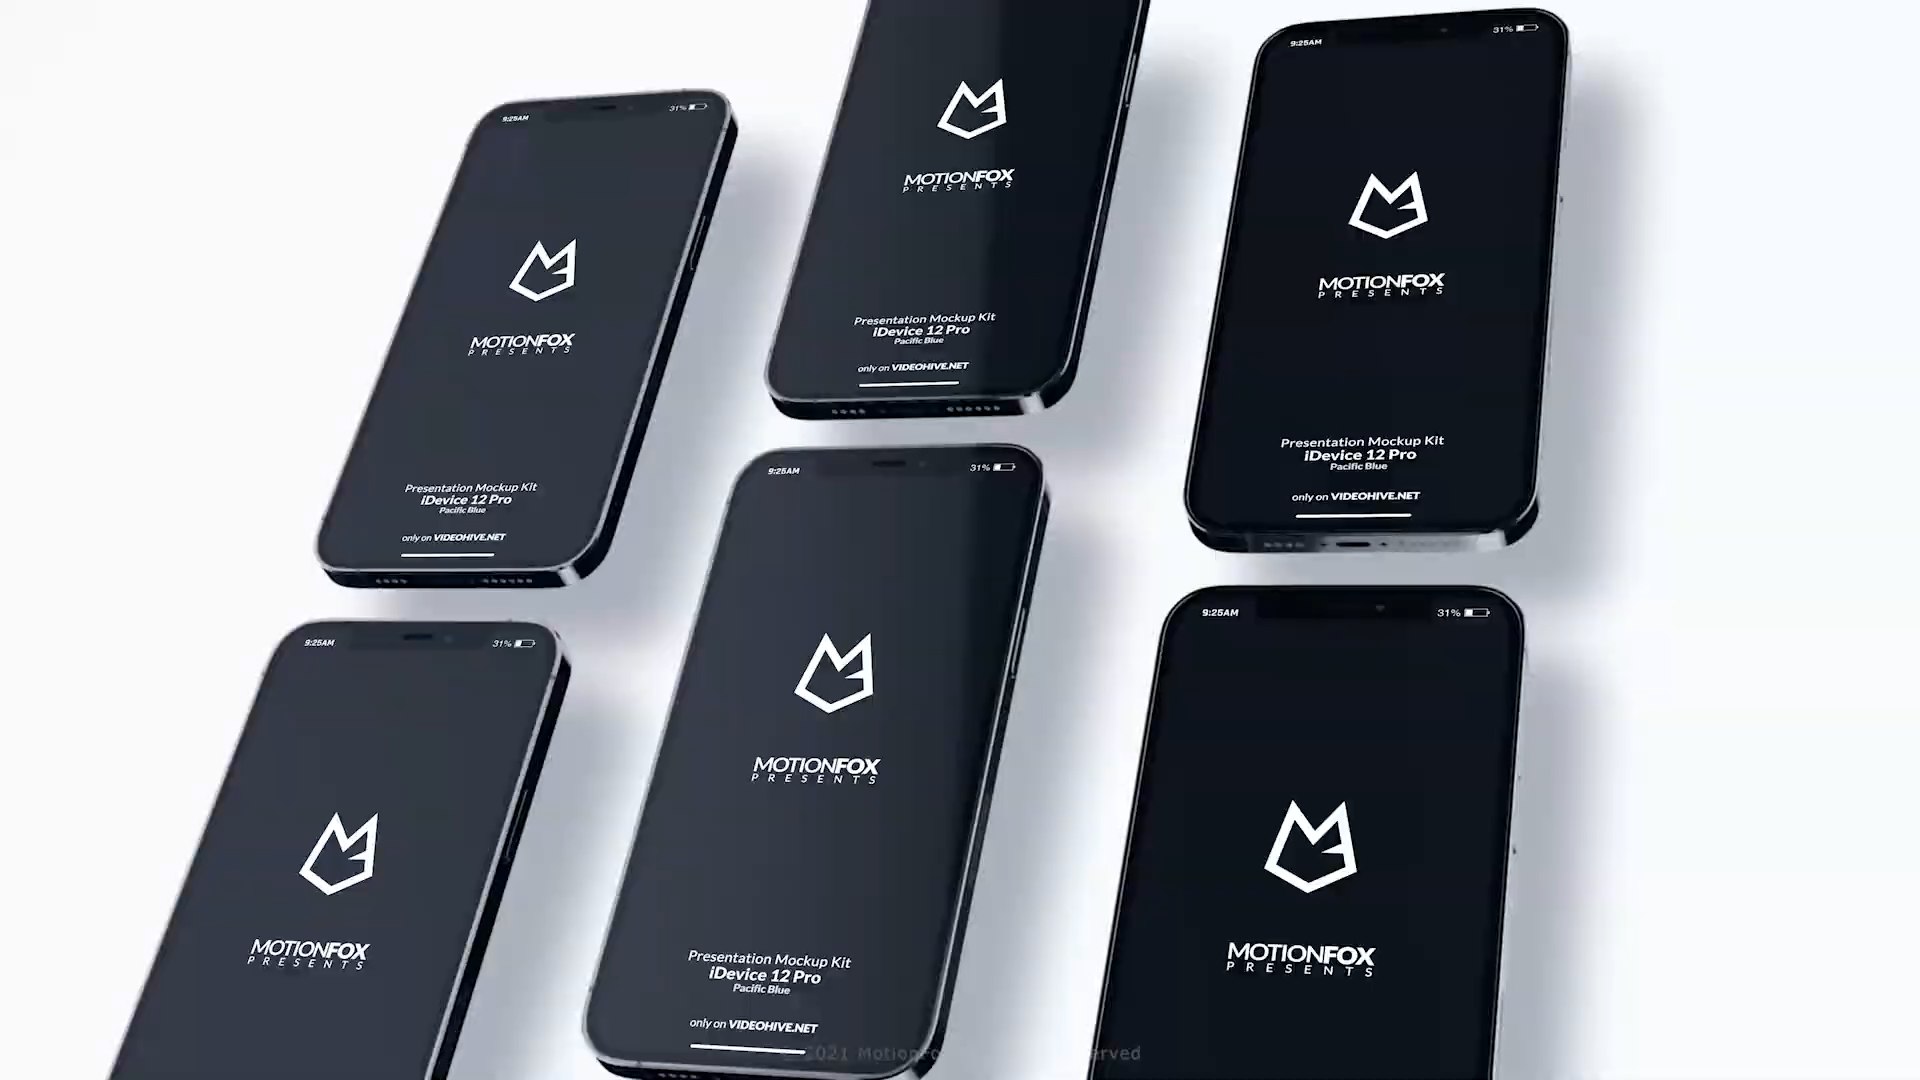 9:25AM 31%
MOTIONFOX
PRESENTS
Presentation Mockup Kit
iDevice 12 Pro
Pacific Blue
only on VIDEOHIVE.NET
MOTIONFOX
PRESENTS
Presentation Mockup Kit
iDevice 12 Pro
Pacific Blue
only on VIDEOHIVE.NET
9:25AM 31%
MOTIONFOX
PRESENTS
Presentation Mockup Kit
iDevice 12 Pro
Pacific Blue
only on VIDEOHIVE.NET
9:25AM 31%
MOTIONFOX
PRESENTS
9:25AM 31%
MOTIONFOX
PRESENTS
Presentation Mockup Kit
iDevice 12 Pro
Pacific Blue
only on VIDEOHIVE.NET
9:25AM 31%
MOTIONFOX
PRESENTS
2021